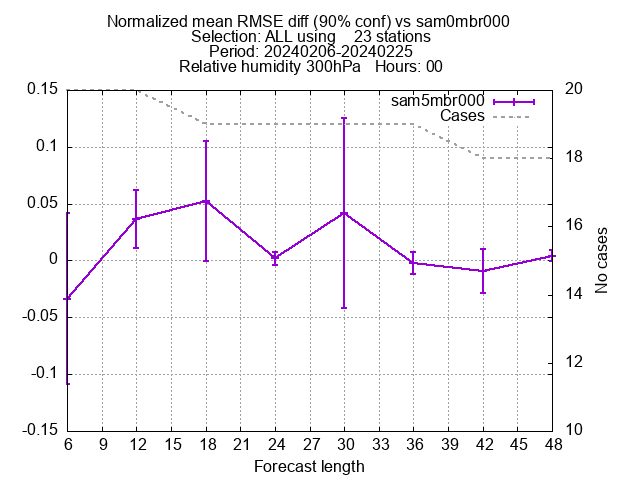 Normalized mean RMSE diff (90% conf) vs sam0mbr000
Selection: ALL using    23 stations
Period: 20240206-20240225
Relative humidity 300hPa   Hours: 00
sam5mbr000
Cases
0.15
0.1
0.05
0
-0.05
-0.1
-0.15
20
18
16
14
12
10
No cases
6 9 12 15 18 21 24 27 30 33 36 39 42 45 48
Forecast length